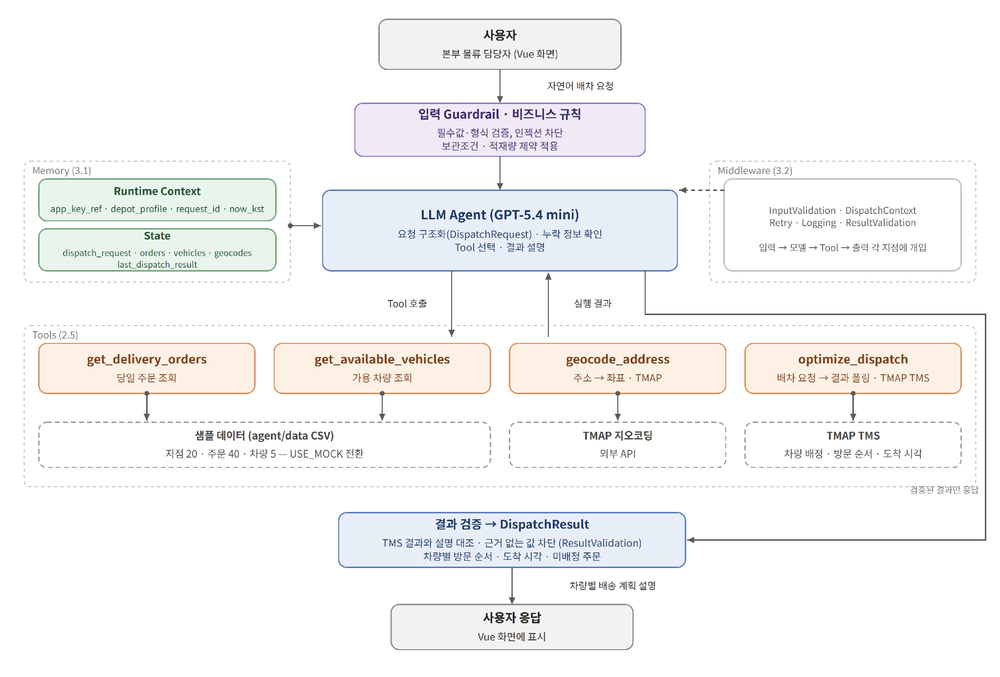 사용자
본부 물류 담당자 (Vue 화면)
자연어 배차 요청
입력 Guardrail · 비즈니스 규칙
필수값·형식 검증, 인젝션 차단
보관조건 · 적재량 제약 적용
Memory (3.1)
Runtime Context
app_key_ref · depot_profile · request_id · now_kst
State
dispatch_request · orders · vehicles · geocodes
last_dispatch_result
LLM Agent (GPT-5.4 mini)
요청 구조화(DispatchRequest) · 누락 정보 확인
Tool 선택 · 결과 설명
Middleware (3.2)
InputValidation · DispatchContext
Retry · Logging · ResultValidation
입력 → 모델 → Tool → 출력 각 지점에 개입
Tool 호출
실행 결과
Tools (2.5)
get_delivery_orders
당일 주문 조회
get_available_vehicles
가용 차량 조회
geocode_address
주소 → 좌표 · TMAP
optimize_dispatch
배차 요청 → 결과 폴링 · TMAP TMS
샘플 데이터 (agent/data CSV)
지점 20 · 주문 40 · 차량 5 — USE_MOCK 전환
TMAP 지오코딩
외부 API
TMAP TMS
차량 배정 · 방문 순서 · 도착 시각
검증된 결과만 응답
결과 검증 → DispatchResult
TMS 결과와 설명 대조 · 근거 없는 값 차단 (ResultValidation)
차량별 방문 순서 · 도착 시각 · 미배정 주문
차량별 배송 계획 설명
사용자 응답
Vue 화면에 표시